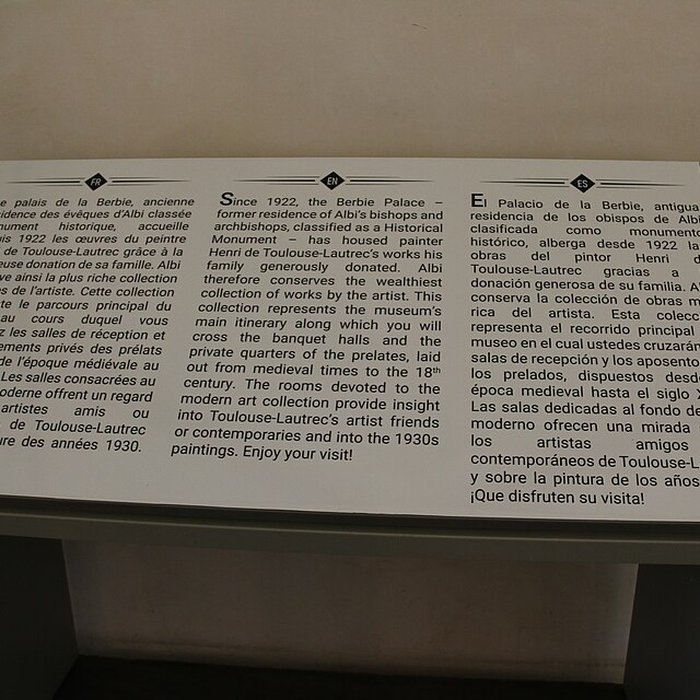 FR
e palais de la Berbie, ancienne
idence des évêques d'Albi classée
nument historique, accueille
uis 1922 les œuvres du peintre
de Toulouse-Lautrec grâce à la
euse donation de sa famille. Albi
ve ainsi la plus riche collection
s de l'artiste. Cette collection
te le parcours principal du
au cours duquel vous
z les salles de réception et
ements privés des prélats
de l'époque médiévale au
Les salles consacrées au
oderne offrent un regard
artistes amis ou
de Toulouse-Lautrec
ure des années 1930.
EN
Since 1922, the Berbie Palace –
former residence of Albi's bishops and
archbishops, classified as a Historical
Monument – has housed painter
Henri de Toulouse-Lautrec's works his
family generously donated. Albi
therefore conserves the wealthiest
collection of works by the artist. This
collection represents the museum's
main itinerary along which you will
cross the banquet halls and the
private quarters of the prelates, laid
out from medieval times to the 18th
century. The rooms devoted to the
modern art collection provide insight
into Toulouse-Lautrec's artist friends
or contemporaries and into the 1930s
paintings. Enjoy your visit!
ES
El Palacio de la Berbie, antigua
residencia de los obispos de Albi
clasificada como monumento
histórico, alberga desde 1922 la
obras del pintor Henri d
Toulouse-Lautrec gracias a
donación generosa de su familia. A
conserva la colección de obras m
rica del artista. Esta colecc
representa el recorrido principal
museo en el cual ustedes cruzarán
salas de recepción y los aposento
los prelados, dispuestos desd
época medieval hasta el siglo X
Las salas dedicadas al fondo de
moderno ofrecen una mirada
los artistas amigos
contemporáneos de Toulouse-L
y sobre la pintura de los años
¡Que disfruten su visita!